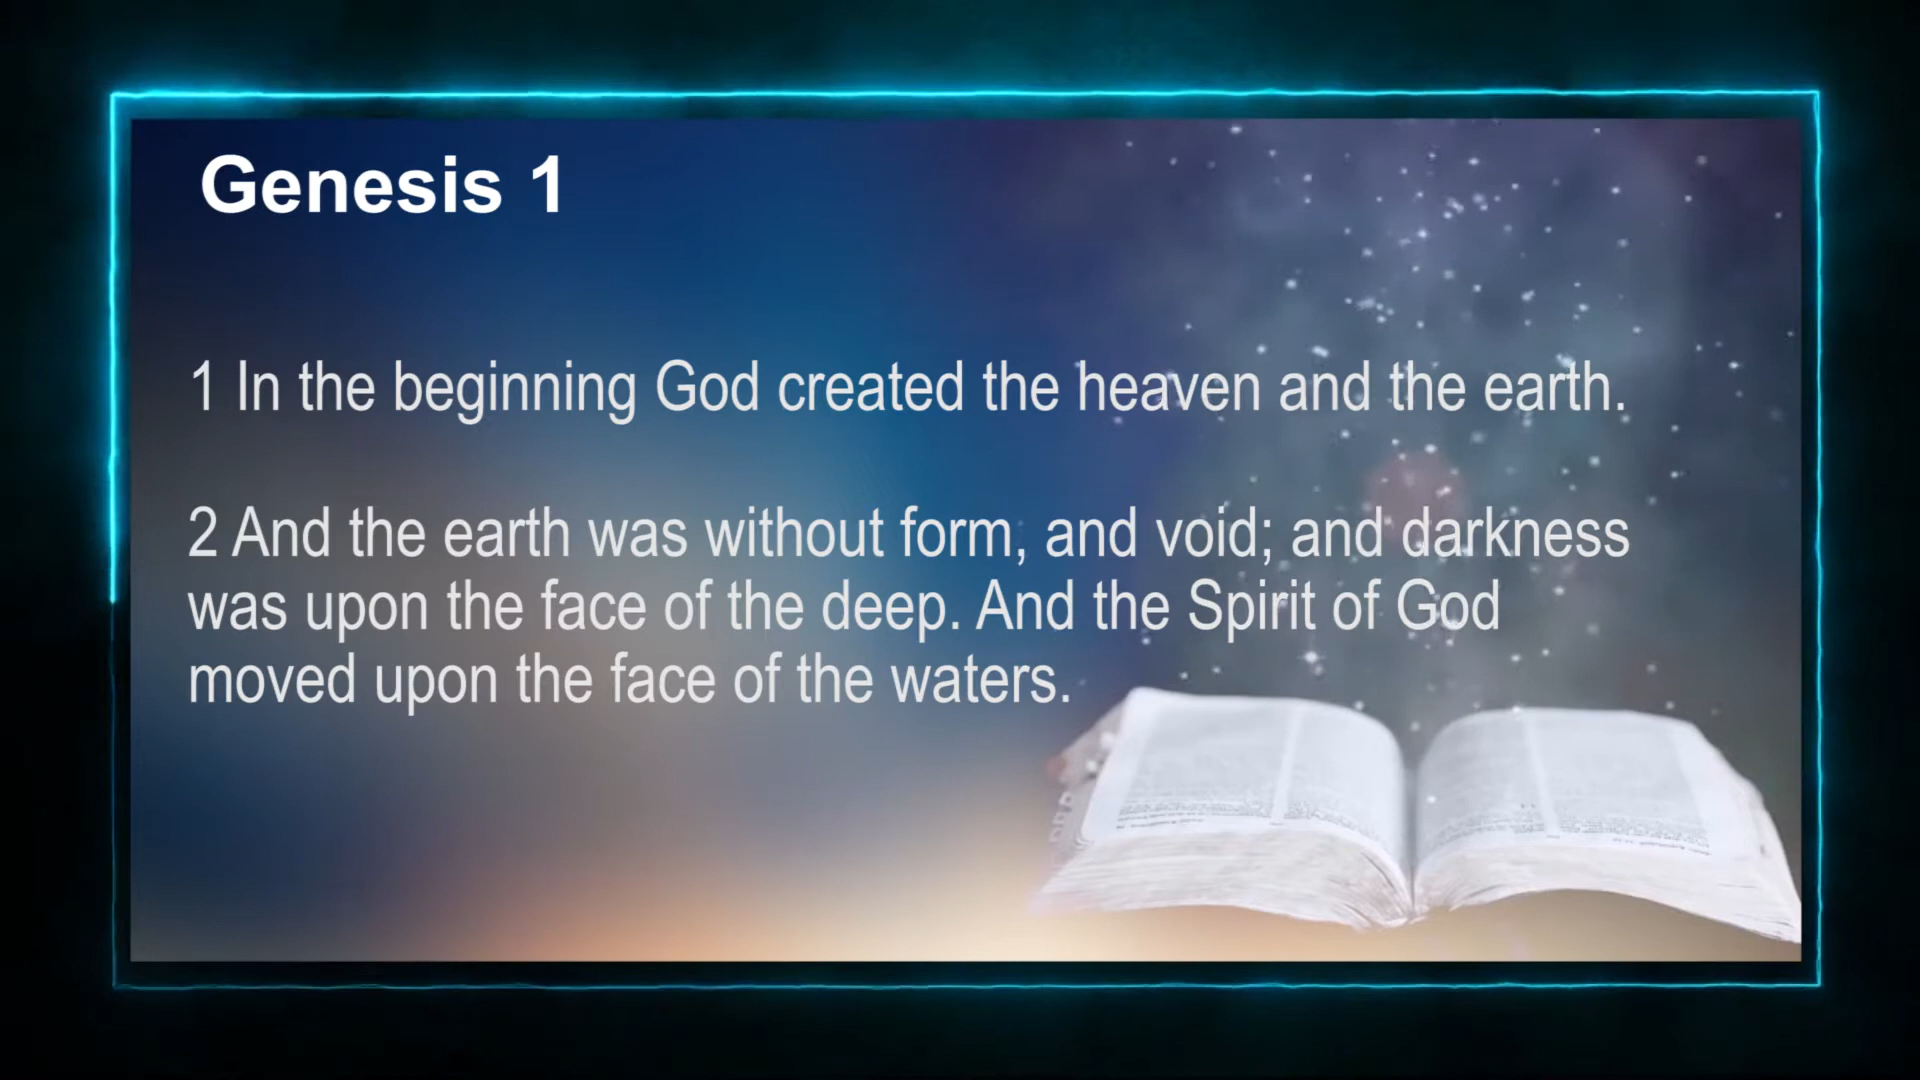 Genesis 1
1 In the beginning God created the heaven and the earth.
2 And the earth was without form, and void; and darkness
was upon the face of the deep. And the Spirit of God
moved upon the face of the waters.